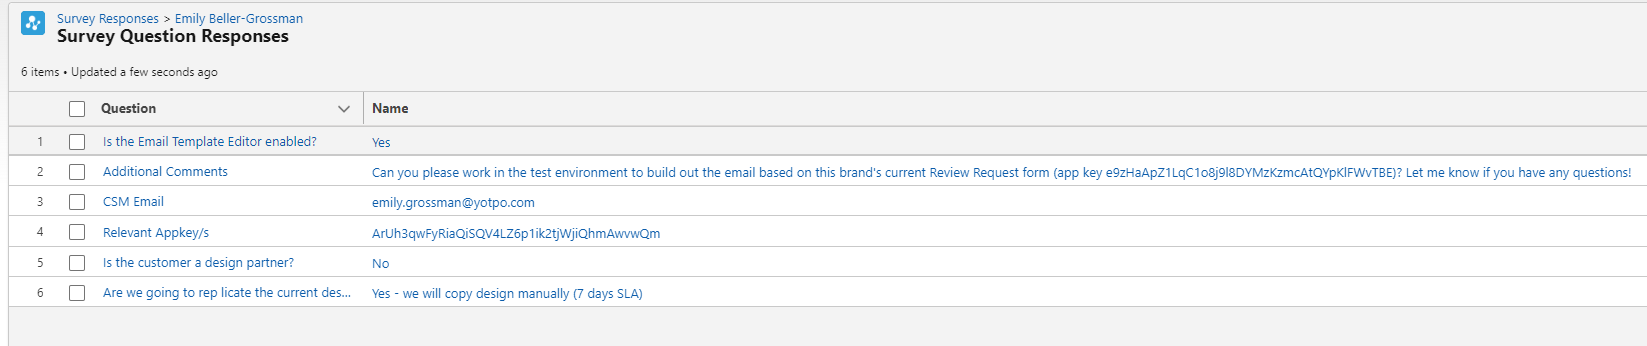 Survey Responses > Emily Beller-Grossman
Survey Question Responses
6 items • Updated a few seconds ago
Question Name
1 Is the Email Template Editor enabled? Yes
2 Additional Comments Can you please work in the test environment to build out the email based on this brand's current Review Request form (app key e9zHaApZ1LqC1o8j9l8DYMzKzmcAtQYpKlFWvTBE)? Let me know if you have any questions!
3 CSM Email emily.grossman@yotpo.com
4 Relevant Appkey/s ArUh3qwFyRiaQiSQV4LZ6p1ik2tjWjiQhmAwvwQm
5 Is the customer a design partner? No
6 Are we going to rep licate the current des... Yes - we will copy design manually (7 days SLA)